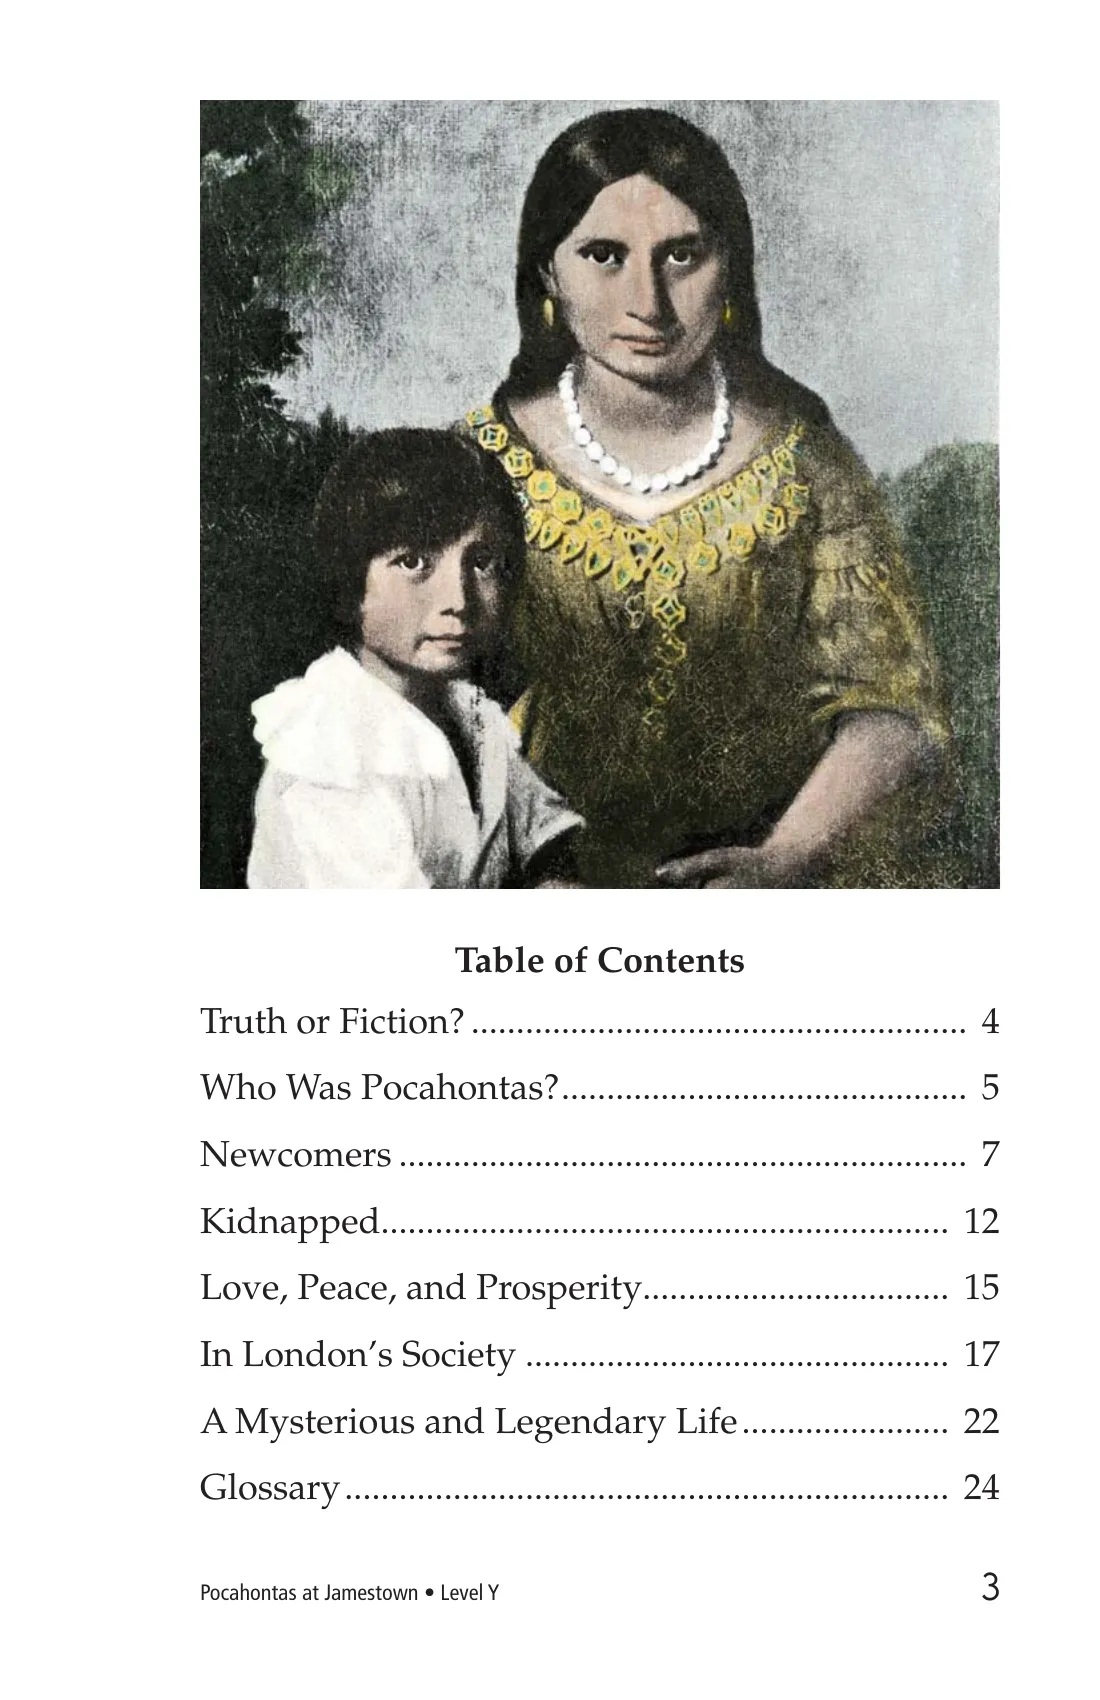 Table of Contents
Truth or Fiction? ....................................................... 4
Who Was Pocahontas?............................................. 5
Newcomers ............................................................... 7
Kidnapped............................................................... 12
Love, Peace, and Prosperity.................................. 15
In London’s Society ............................................... 17
A Mysterious and Legendary Life....................... 22
Glossary................................................................... 24
Pocahontas at Jamestown • Level Y 3